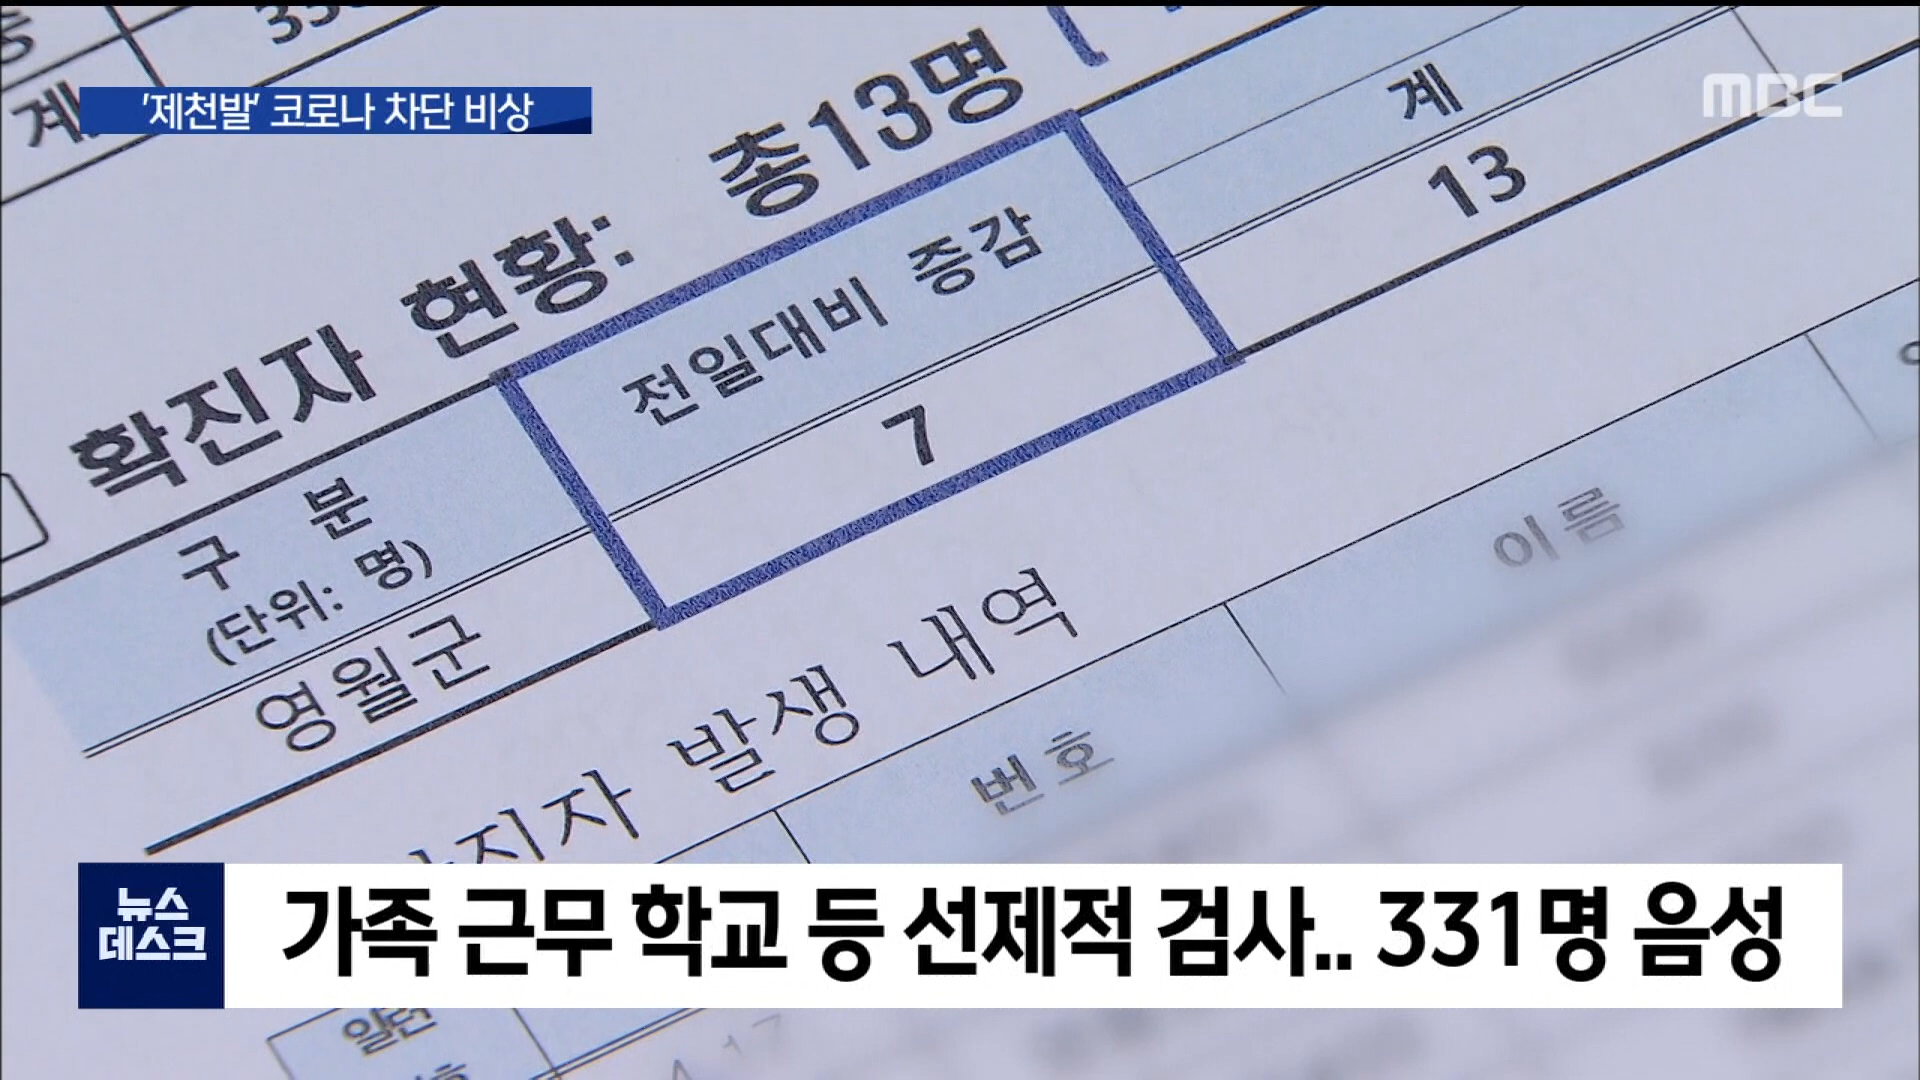 계
'제천발' 코로나 차단 비상
MBC
확진자 현황: 총13명
구 분
(단위: 명)
전일대비 증감
계
영월군
7
13
발생 내역
번호
이름
뉴스
데스크
가족 근무 학교 등 선제적 검사.. 331명 음성